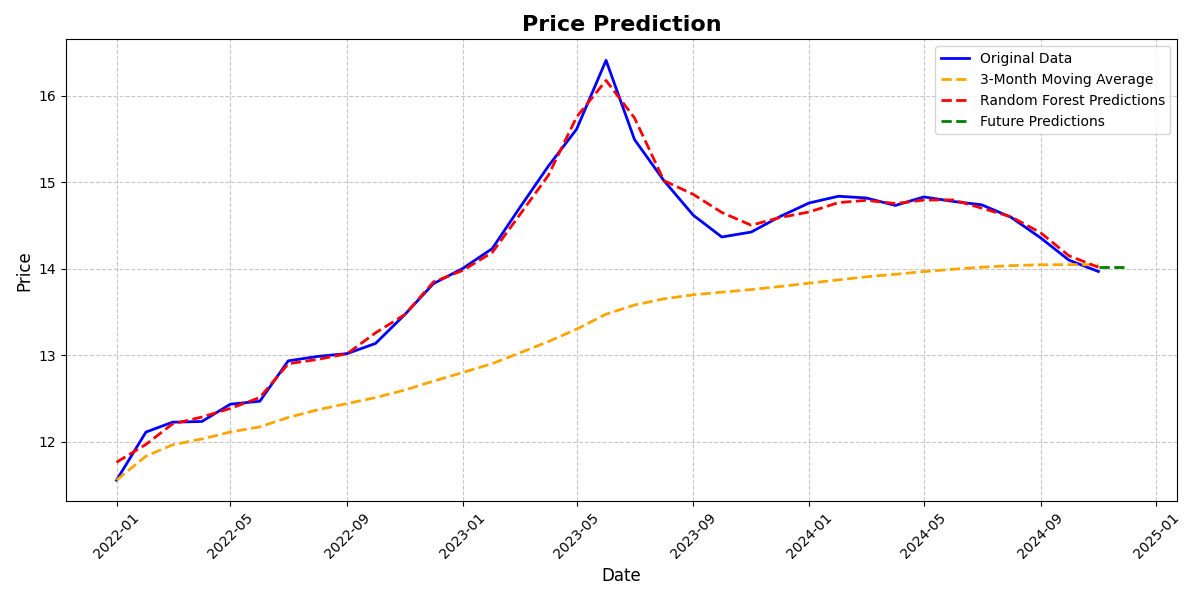 Price Prediction
Original Data
3-Month Moving Average
Random Forest Predictions
Future Predictions
Price
16
15
14
13
12
2022-01
2022-05
2022-09
2023-01
2023-05
2023-09
2024-01
2024-05
2024-09
2025-01
Date